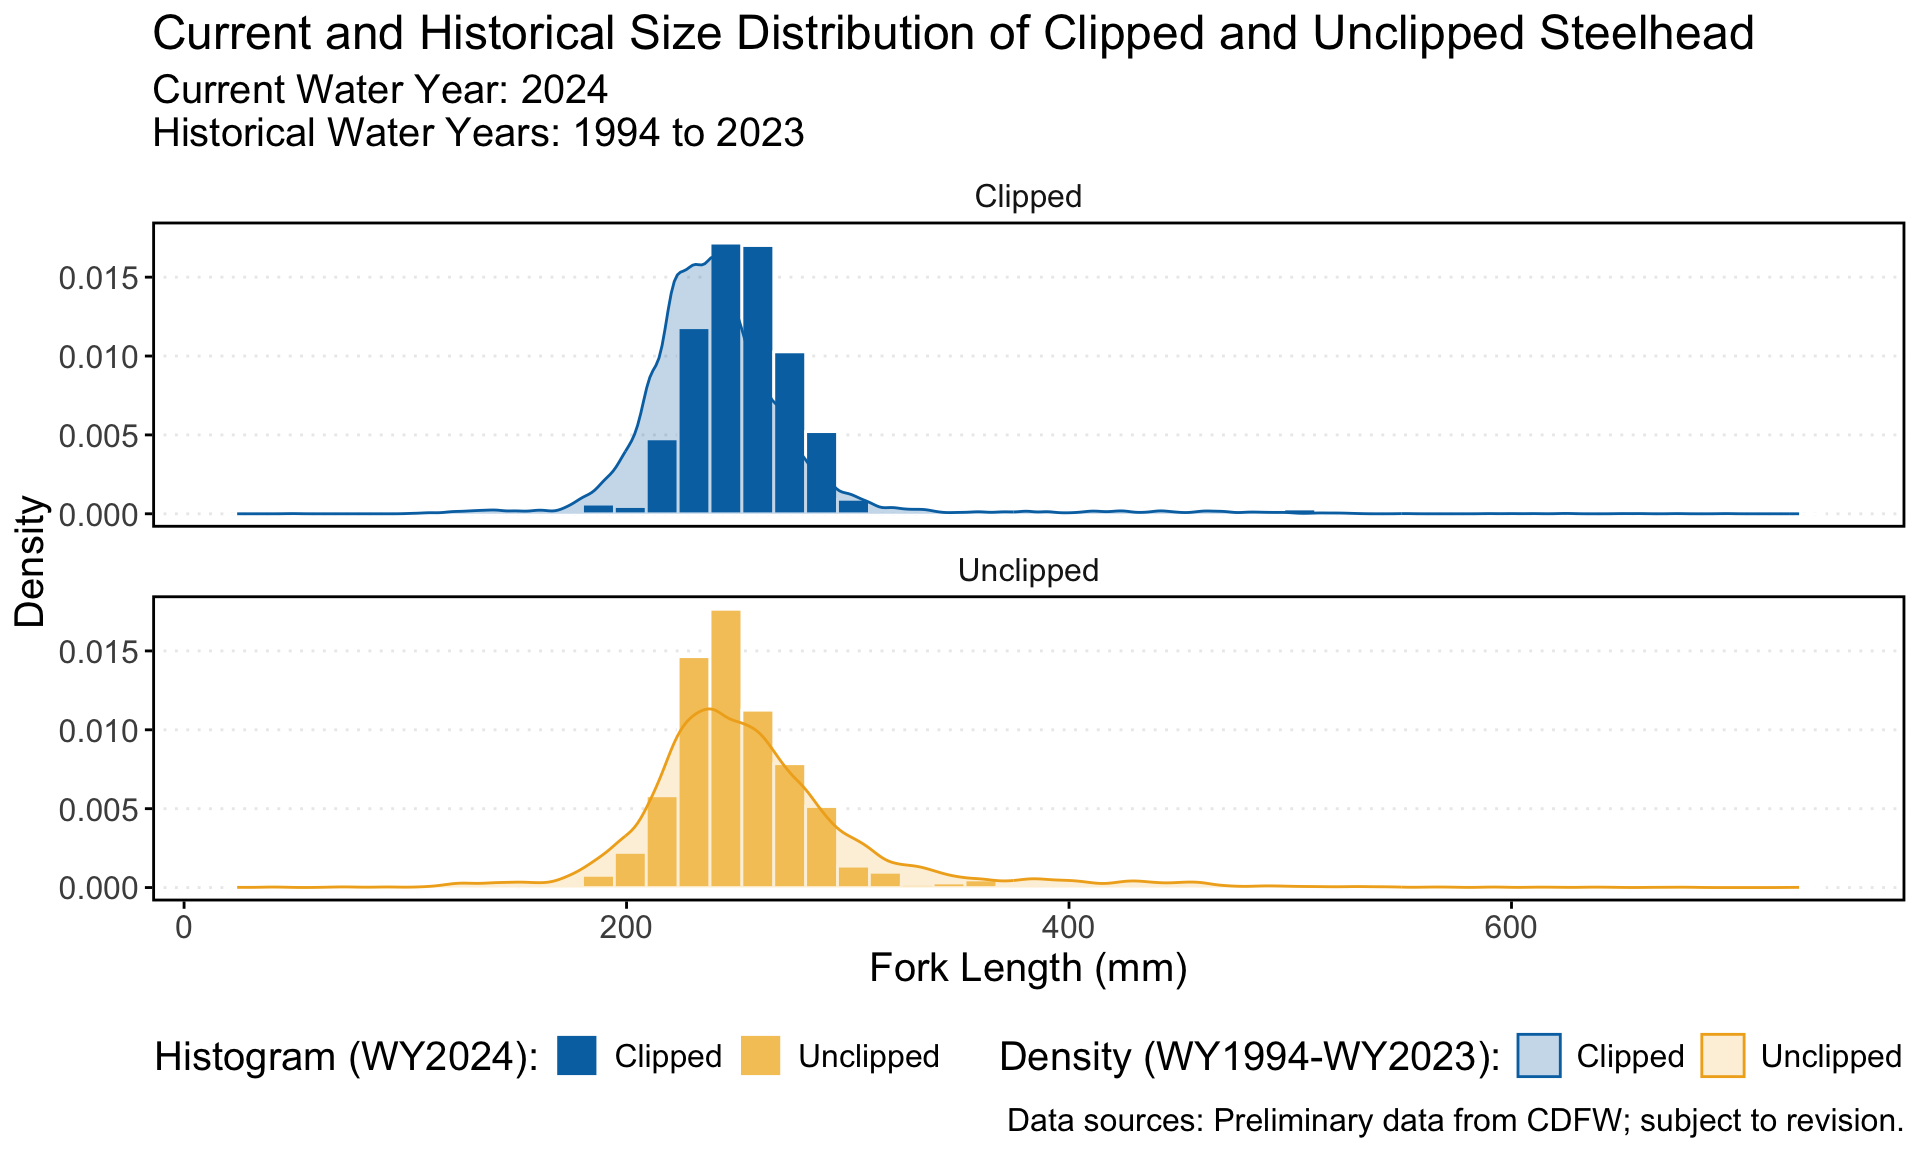 Current and Historical Size Distribution of Clipped and Unclipped Steelhead
Current Water Year: 2024
Historical Water Years: 1994 to 2023
Clipped
0.015
0.010
0.005
0.000
Density
Unclipped
0.015
0.010
0.005
0.000
0 200 400 600
Fork Length (mm)
Histogram (WY2024): Clipped Unclipped Density (WY1994-WY2023): Clipped Unclipped
Data sources: Preliminary data from CDFW; subject to revision.